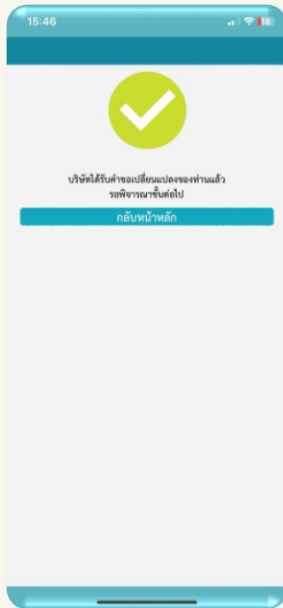 15:46
18
บริษัทได้รับคำขอเปลี่ยนแปลงของท่านแล้ว
รอพิจารณาขั้นต่อไป
กลับหน้าหลัก